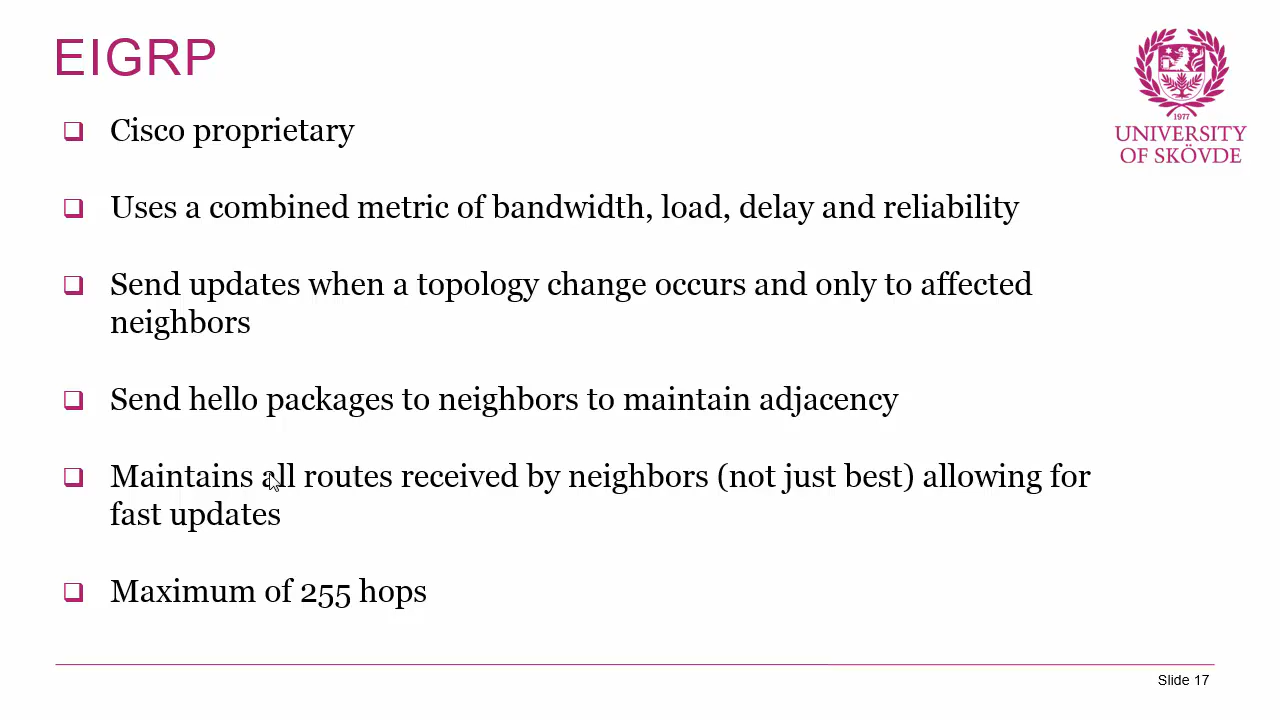 EIGRP
1977
UNIVERSITY
OF SKÖVDE
Cisco proprietary
Uses a combined metric of bandwidth, load, delay and reliability
Send updates when a topology change occurs and only to affected
neighbors
Send hello packages to neighbors to maintain adjacency
Maintains all routes received by neighbors (not just best) allowing for
fast updates
Maximum of 255 hops
Slide 17